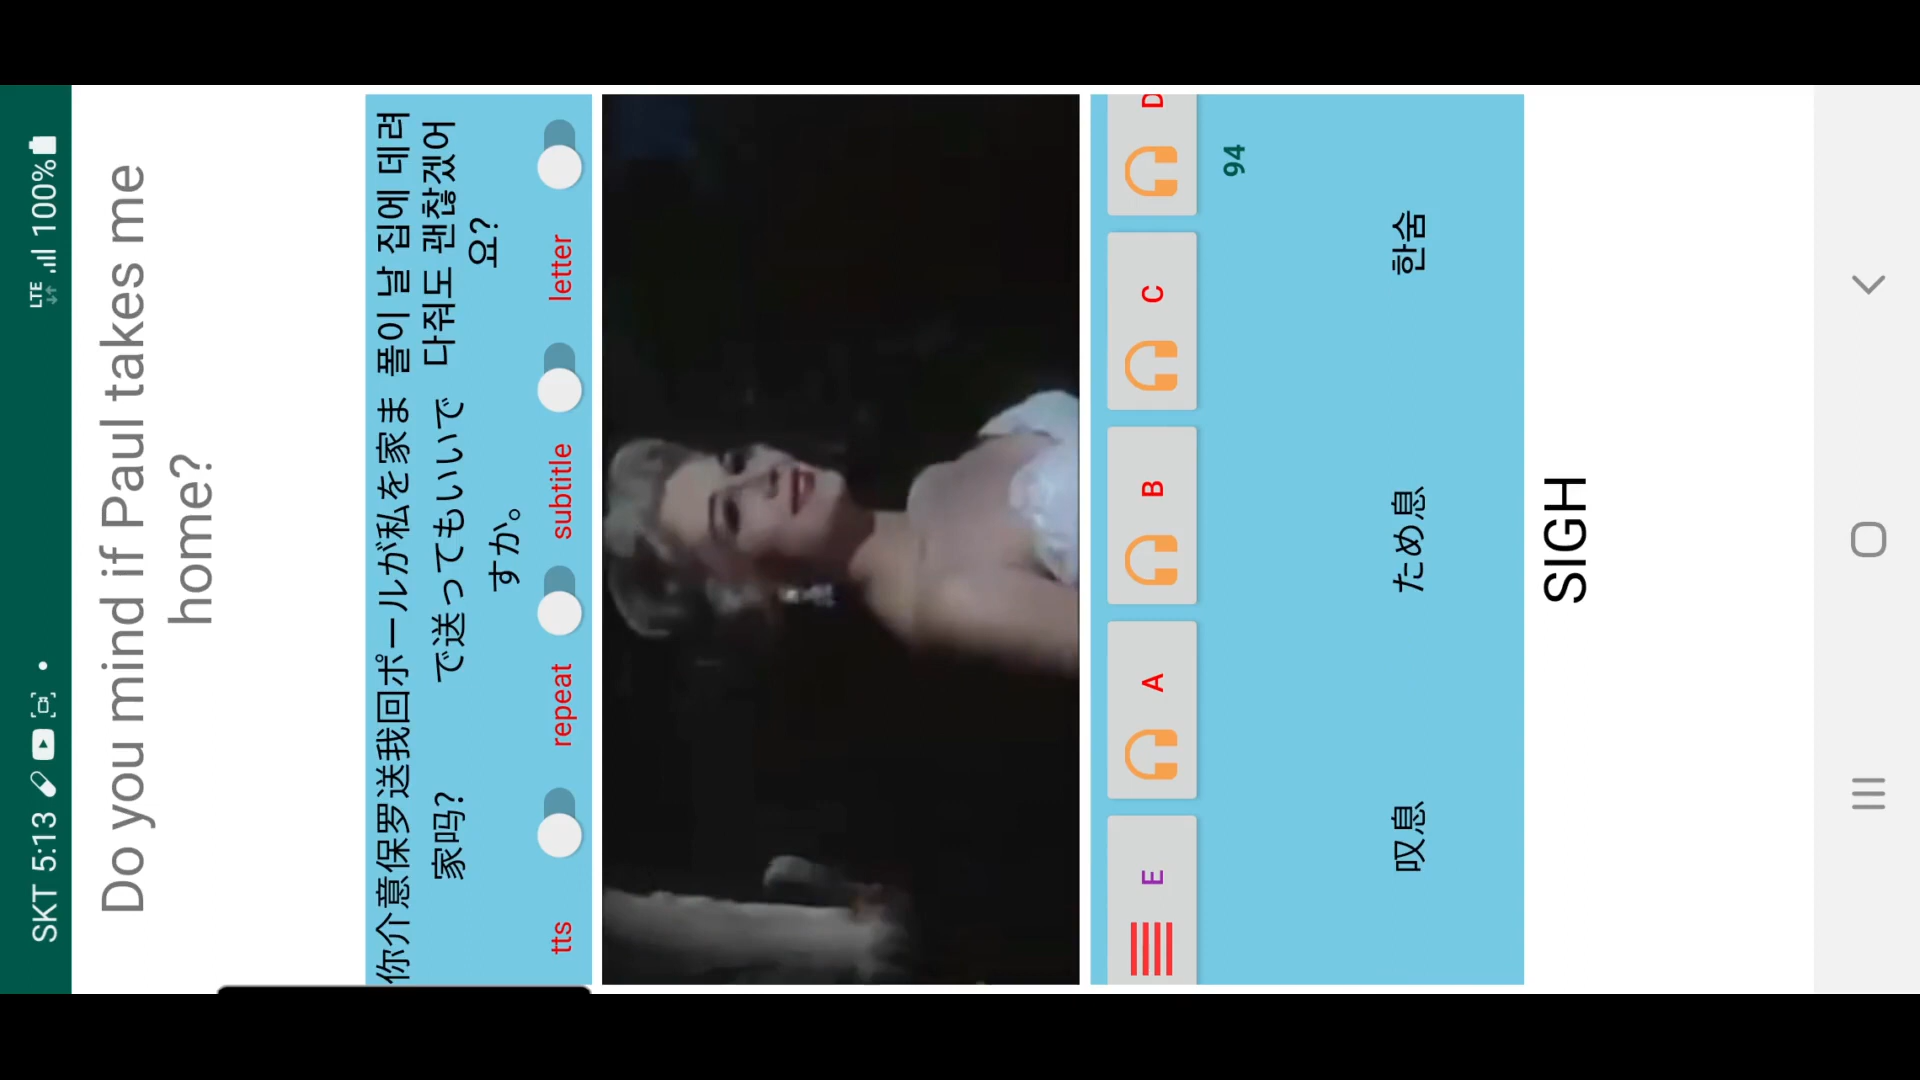 SKT 5:13
LTE
100%
Do you mind if Paul takes me
home?
你介意保罗送我回
家吗?
ポールが私を家ま
で送ってもいいで
すか。
폴이 날 집에 데려
다줘도 괜찮겠어
요?
tts
repeat
subtitle
letter
E
A
B
C
D
94
叹息
ため息
한숨
SIGH